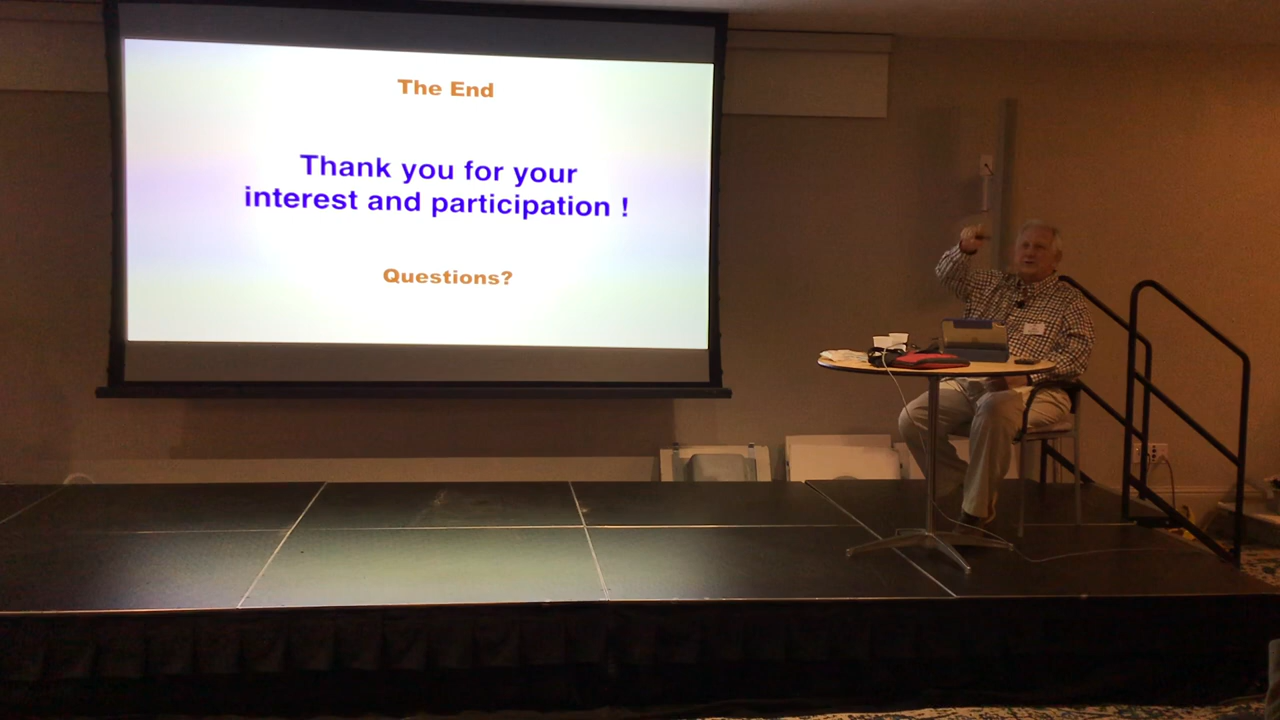 The End
Thank you for your
interest and participation !
Questions?